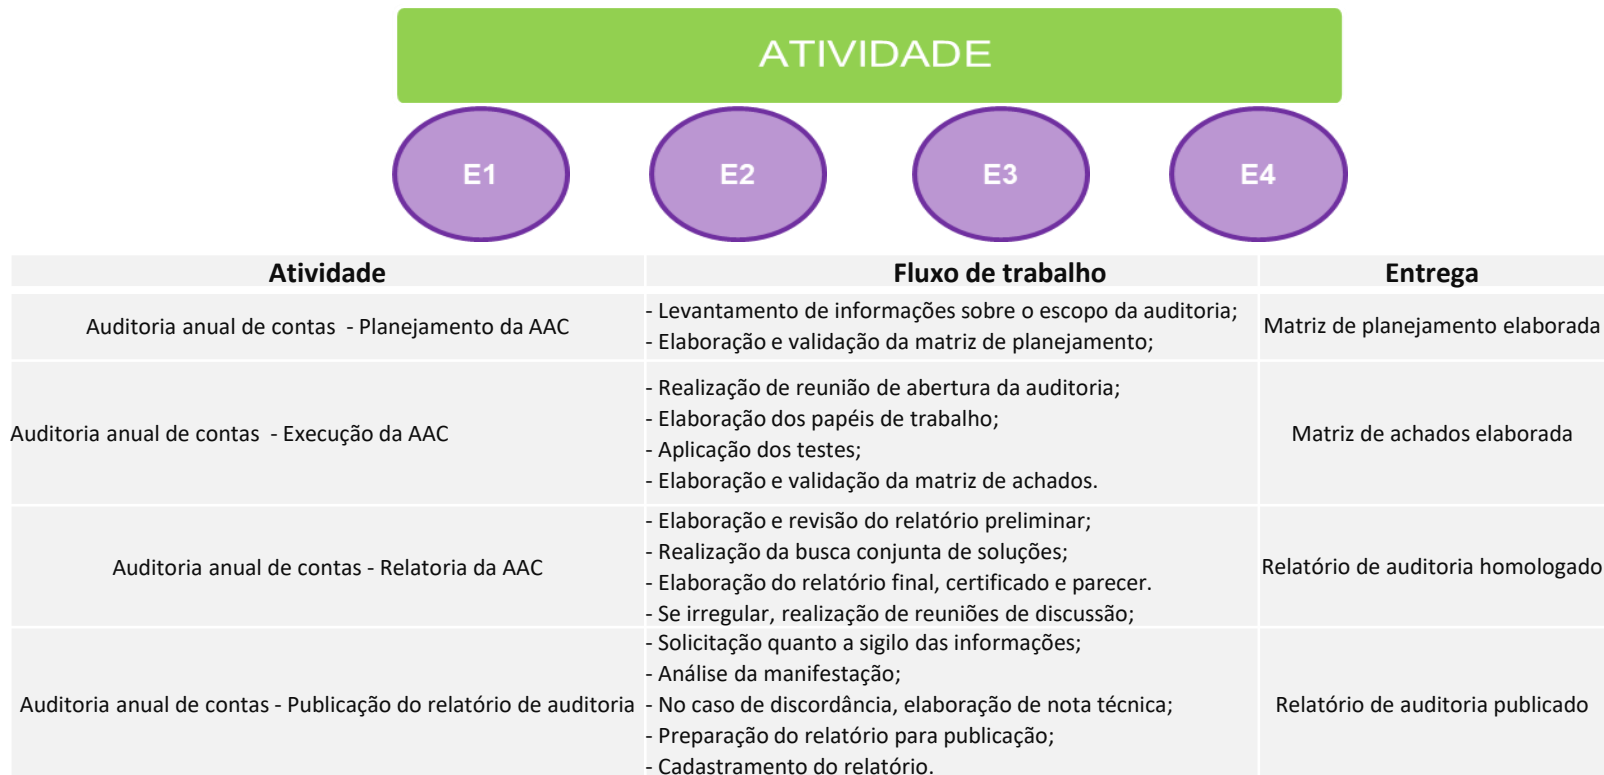 ATIVIDADE
E1 E2 E3 E4
Atividade Fluxo de trabalho Entrega
Auditoria anual de contas - Planejamento da AAC
- Levantamento de informações sobre o escopo da auditoria;
- Elaboração e validação da matriz de planejamento;
Matriz de planejamento elaborada
Auditoria anual de contas - Execução da AAC
- Realização de reunião de abertura da auditoria;
- Elaboração dos papéis de trabalho;
- Aplicação dos testes;
- Elaboração e validação da matriz de achados.
Matriz de achados elaborada
Auditoria anual de contas - Relatoria da AAC
- Elaboração e revisão do relatório preliminar;
- Realização da busca conjunta de soluções;
- Elaboração do relatório final, certificado e parecer.
- Se irregular, realização de reuniões de discussão;
Relatório de auditoria homologado
Auditoria anual de contas - Publicação do relatório de auditoria
- Solicitação quanto a sigilo das informações;
- Análise da manifestação;
- No caso de discordância, elaboração de nota técnica;
- Preparação do relatório para publicação;
- Cadastramento do relatório.
Relatório de auditoria publicado